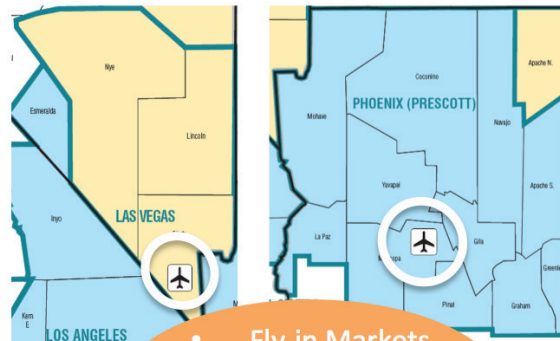 Nye
Esmeralda
Lincoln
Inyo
LAS VEGAS
Kern
E
LOS ANGELES
Coconino
Apache N.
Mohave
PHOENIX (PRESCOTT)
Navajo
Yavapai
Apache S.
La Paz
Gila
Pinal
Graham
• Fly-in Markets